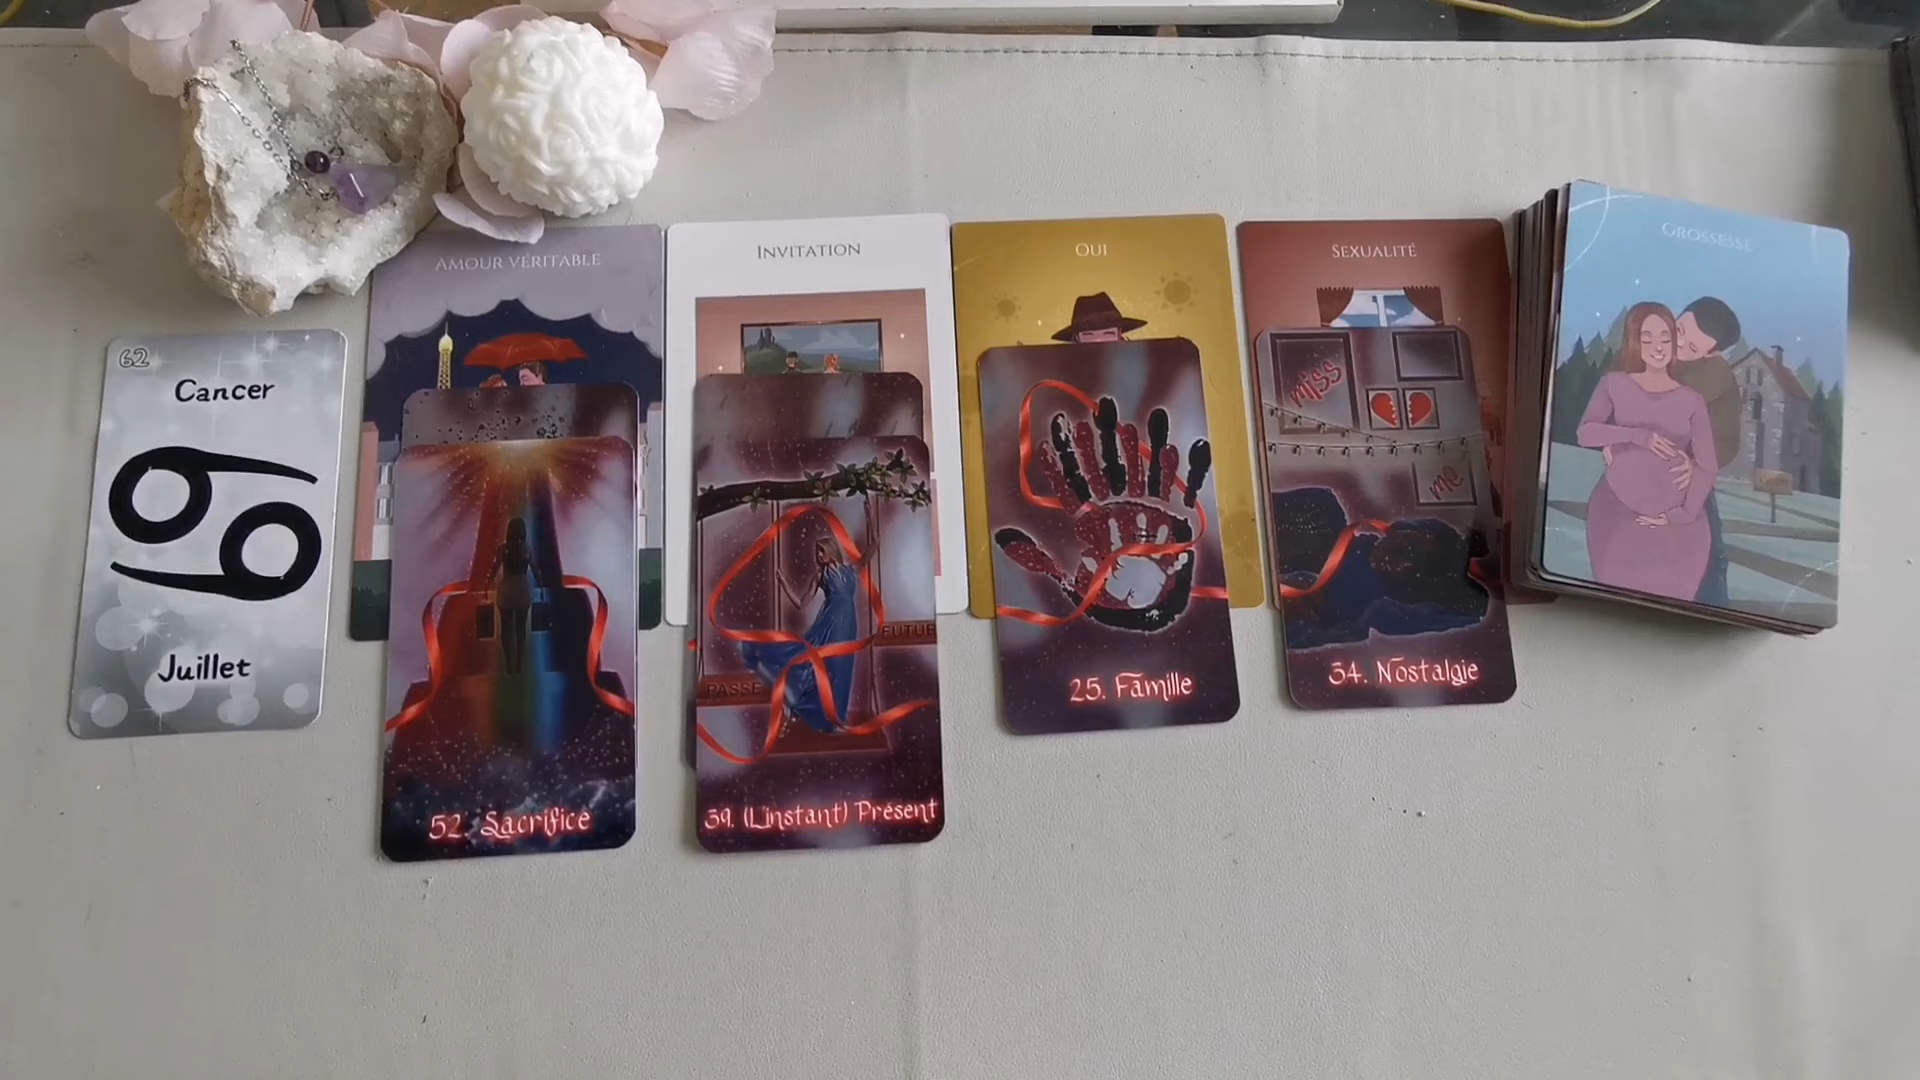 AMOUR VÉRITABLE
INVITATION
OUI
SEXUALITÉ
GROSSESSE
62
Cancer
Juillet
52. Sacrifice
PASSÉ
FUTUR
39. (L'instant) Présent
25. Famille
miss
me
34. Nostalgie